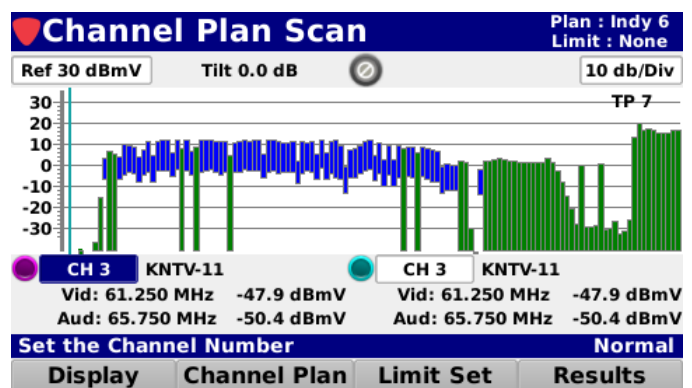 Channel Plan Scan
Plan : Indy 6
Limit : None
Ref 30 dBmV Tilt 0.0 dB 10 db/Div
TP 7
30
20
10
0
-10
-20
-30
CH 3 KNTV-11 CH 3 KNTV-11
Vid: 61.250 MHz -47.9 dBmV Vid: 61.250 MHz -47.9 dBmV
Aud: 65.750 MHz -50.4 dBmV Aud: 65.750 MHz -50.4 dBmV
Set the Channel Number Normal
Display Channel Plan Limit Set Results